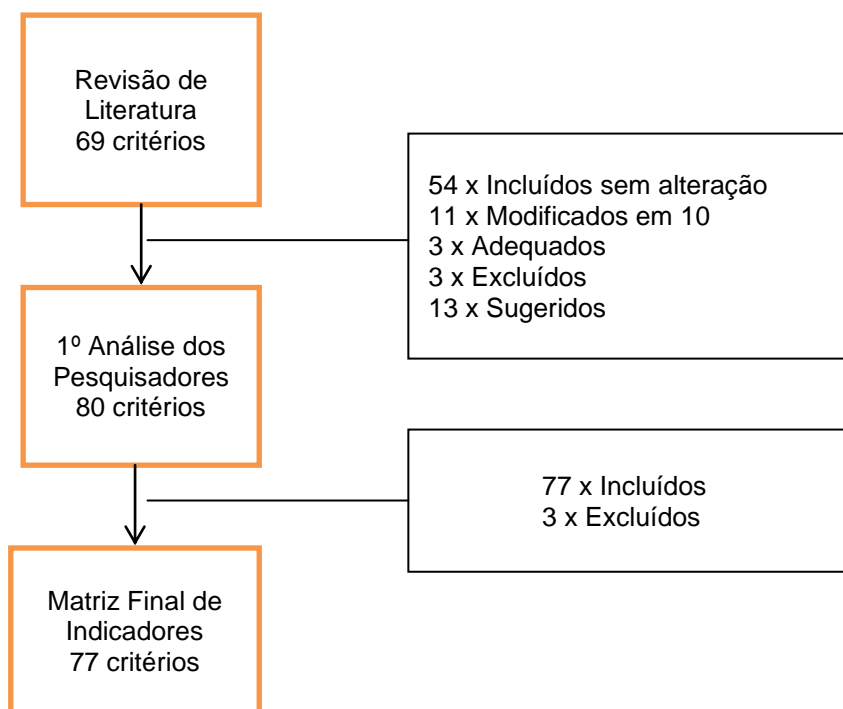 Revisão de
Literatura
69 critérios
54 x Incluídos sem alteração
11 x Modificados em 10
3 x Adequados
3 x Excluídos
13 x Sugeridos
1º Análise dos
Pesquisadores
80 critérios
77 x Incluídos
3 x Excluídos
Matriz Final de
Indicadores
77 critérios